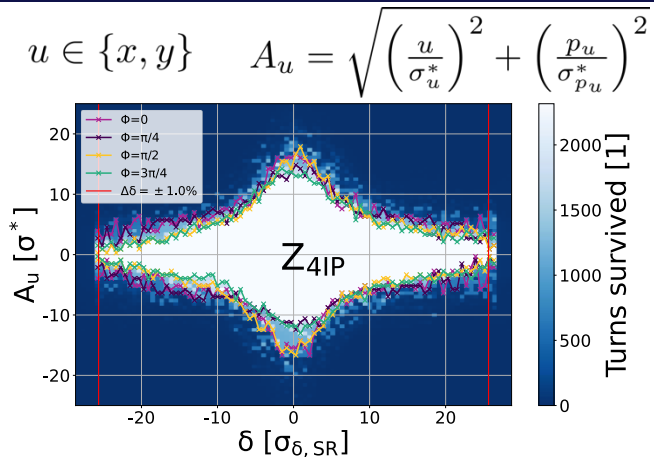 u ∈ {x, y}    A_u = √((u/σ*_u)² + (p_u/σ*_{p_u})²)
Φ=0
Φ=π/4
Φ=π/2
Φ=3π/4
Δδ = ±1.0%
A_u [σ*]
20
10
0
-10
-20
Z_4IP
-20 -10 0 10 20
δ [σ_δ, SR]
2000
1500
1000
500
0
Turns survived [1]